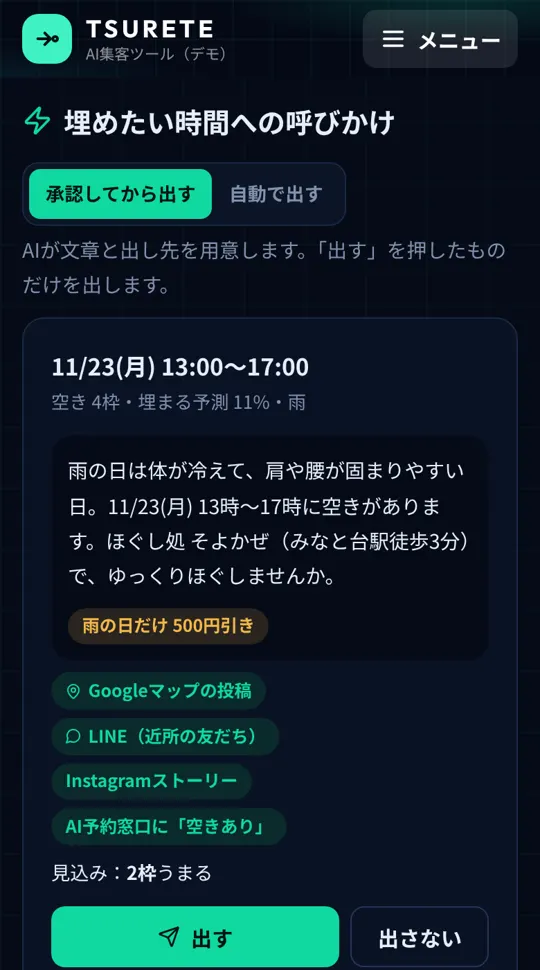 TSURETE
AI集客ツール（デモ）
メニュー
埋めたい時間への呼びかけ
承認してから出す
自動で出す
AIが文章と出し先を用意します。「出す」を押したもの
だけを出します。
11/23(月) 13:00〜17:00
空き 4枠・埋まる予測 11%・雨
雨の日は体が冷えて、肩や腰が固まりやすい
日。11/23(月) 13時〜17時に空きがありま
す。ほぐし処 そよかぜ（みなと台駅徒歩3分）
で、ゆっくりほぐしませんか。
雨の日だけ 500円引き
Googleマップの投稿
LINE（近所の友だち）
Instagramストーリー
AI予約窓口に「空きあり」
見込み：2枠うまる
出す
出さない